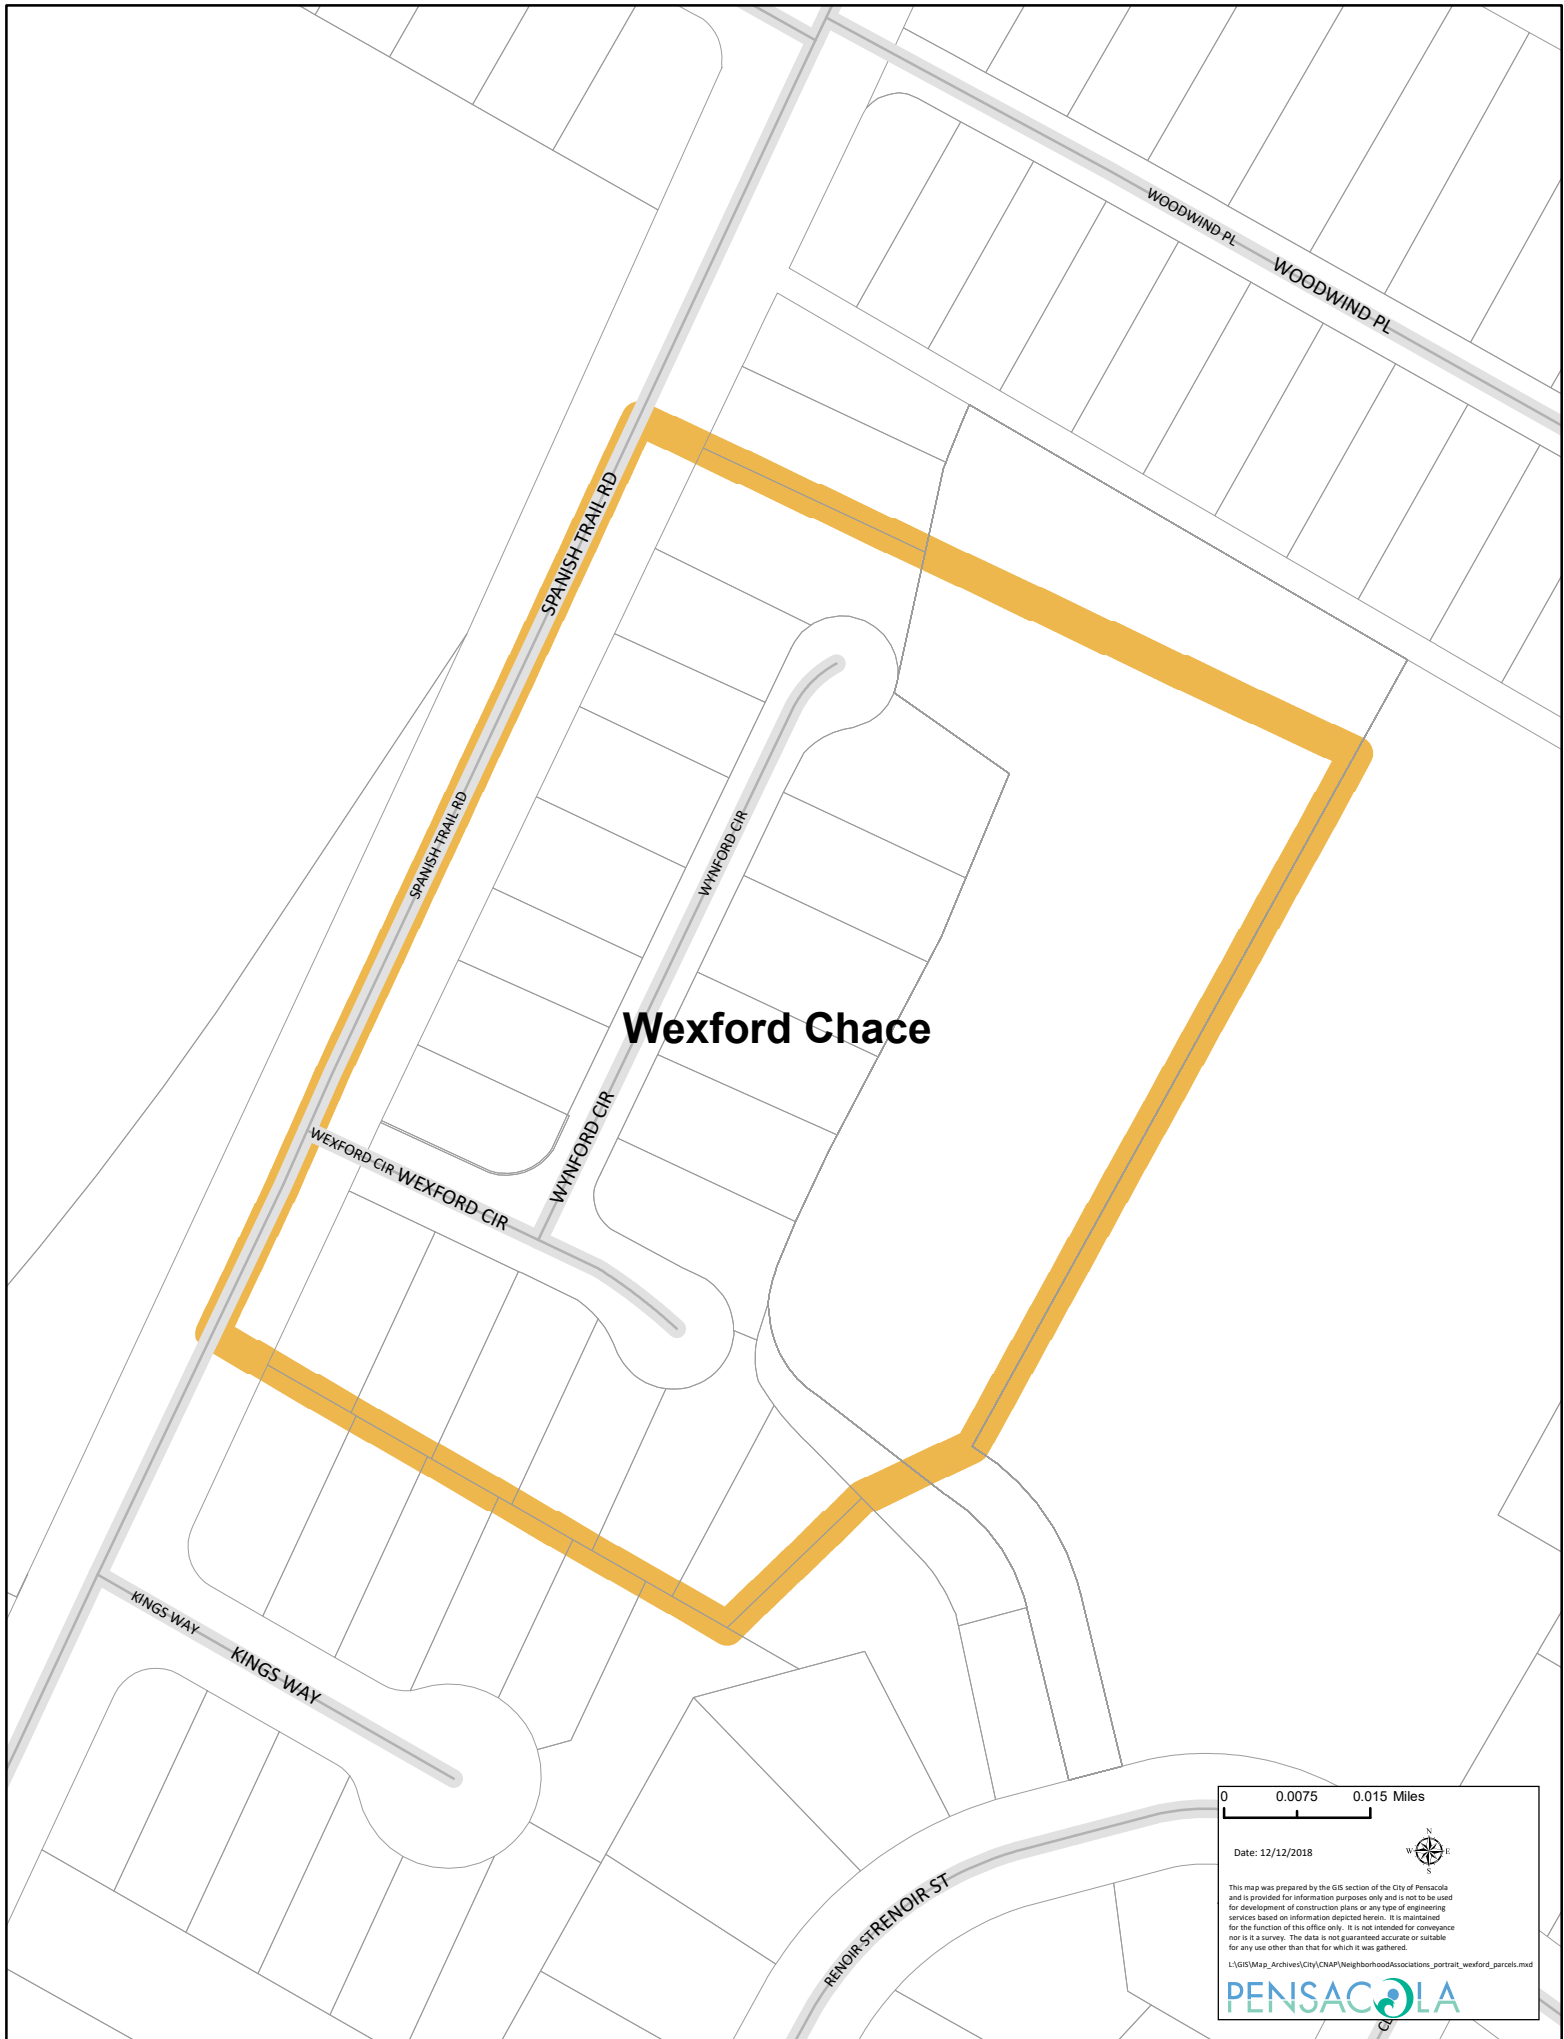 WOODWIND PL
WOODWIND PL
SPANISH TRAIL RD
SPANISH TRAIL RD
WYNFORD CIR
Wexford Chace
WYNFORD CIR
WEXFORD CIR
WEXFORD CIR
KINGS WAY
KINGS WAY
RENOIR ST
RENOIR ST
0 0.0075 0.015 Miles
Date: 12/12/2018
N
W E
S
This map was prepared by the GIS section of the City of Pensacola
and is provided for information purposes only and is not to be used
for development of construction plans or any type of engineering
services based on information depicted herein. It is maintained
for the function of this office only. It is not intended for conveyance
nor is it a survey. The data is not guaranteed accurate or suitable
for any use other than that for which it was gathered.
L:\GIS\Map_Archives\City\CNAP\NeighborhoodAssociations_portrait_wexford_parcels.mxd
PENSACOLA